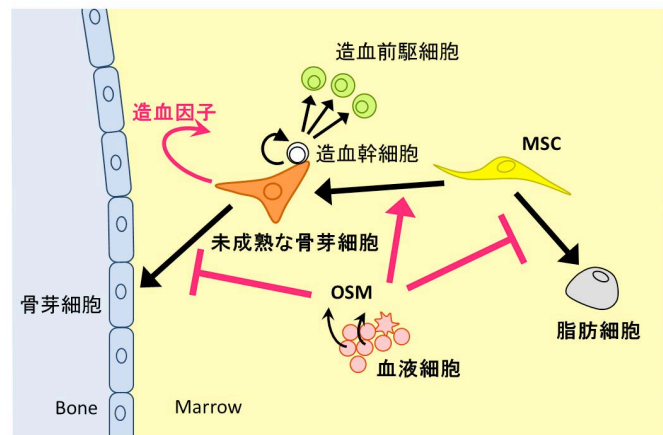 造血前駆細胞
造血因子
造血幹細胞
MSC
未成熟な骨芽細胞
骨芽細胞
OSM
脂肪細胞
血液細胞
Bone
Marrow